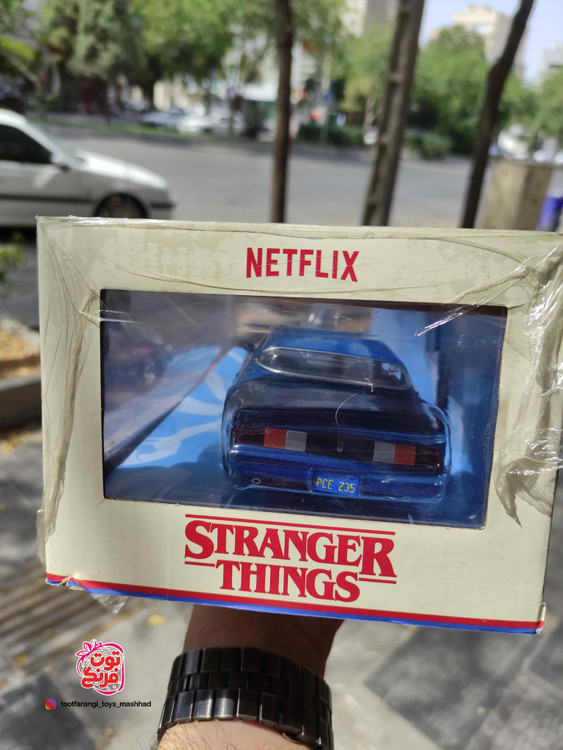 NETFLIX
PCE 235
STRANGER
THINGS
توت
فرنگی
tootfarangi_toys_mashhad